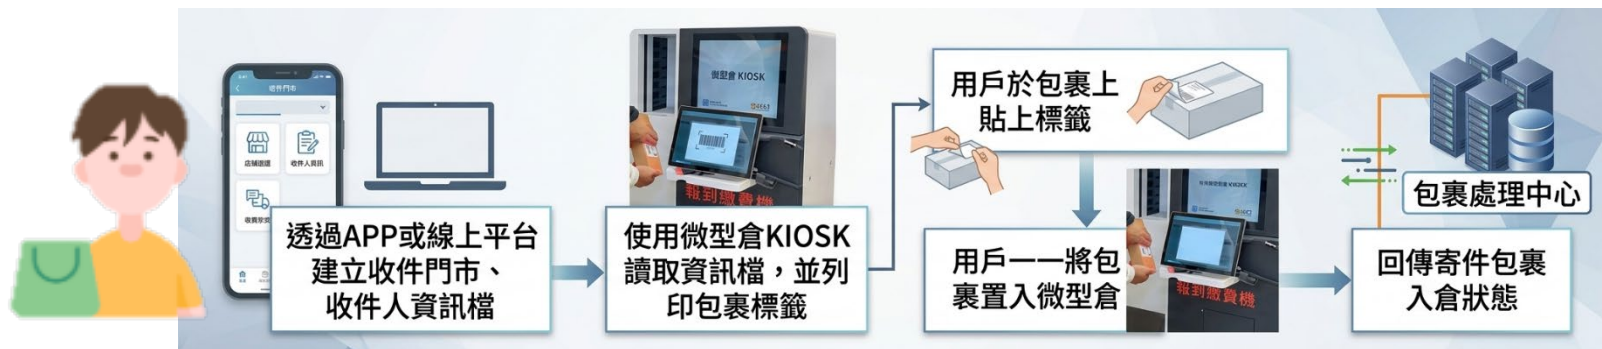 收件門市
店舖選擇
收件人資訊
透過APP或線上平台
建立收件門市、
收件人資訊檔
微型倉 KIOSK
報到繳費機
使用微型倉KIOSK
讀取資訊檔，並列
印包裹標籤
用戶於包裹上
貼上標籤
用戶一一將包
裹置入微型倉
報到繳費機
包裹處理中心
回傳寄件包裹
入倉狀態